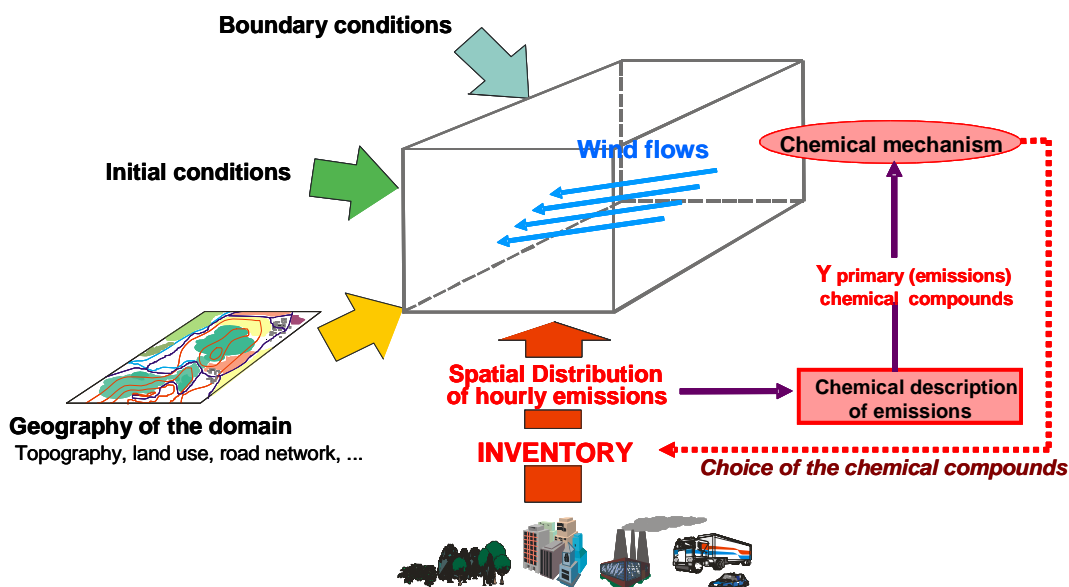 Boundary conditions
Initial conditions
Wind flows
Chemical mechanism
Y primary (emissions)
chemical compounds
Spatial Distribution
of hourly emissions
Chemical description
of emissions
Geography of the domain
Topography, land use, road network, ...
INVENTORY
Choice of the chemical compounds